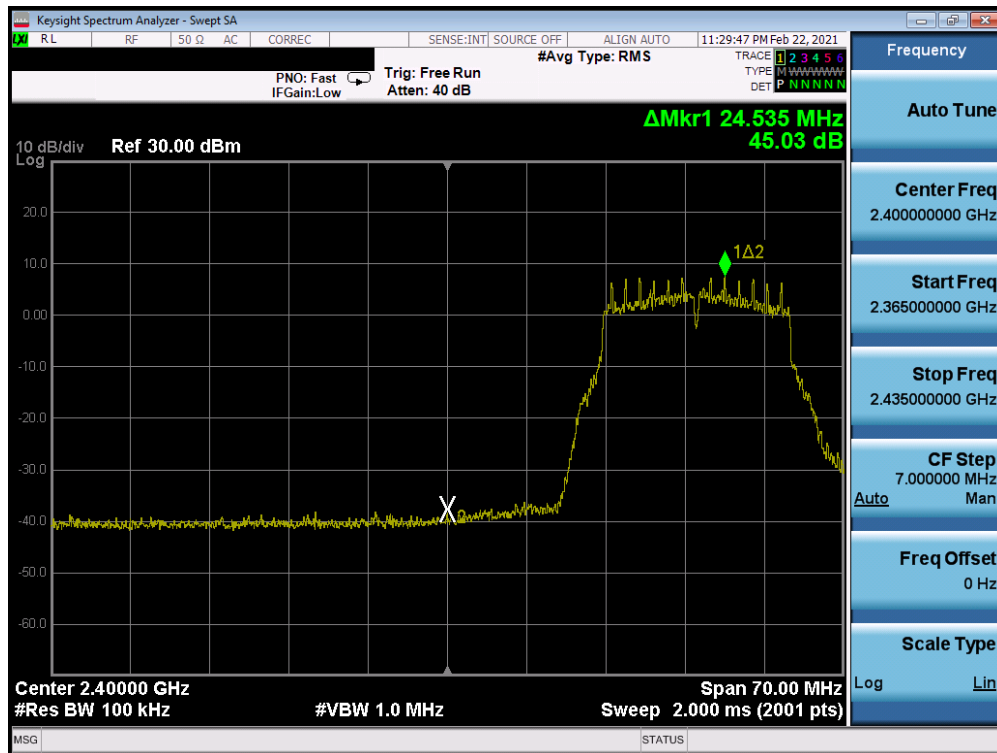 Keysight Spectrum Analyzer - Swept SA
LXI RL RF 50 Ω AC CORREC SENSE:INT SOURCE OFF ALIGN AUTO 11:29:47 PM Feb 22, 2021
#Avg Type: RMS
TRACE 1 2 3 4 5 6
PNO: Fast Trig: Free Run
TYPE M WWWWW
IFGain:Low Atten: 40 dB
DET P N N N N N
ΔMkr1 24.535 MHz
45.03 dB
10 dB/div Ref 30.00 dBm
Log
1Δ2
20.0
10.0
0.00
-10.0
-20.0
-30.0
-40.0
-50.0
-60.0
X
2
Center 2.40000 GHz Span 70.00 MHz
#Res BW 100 kHz #VBW 1.0 MHz Sweep 2.000 ms (2001 pts)
MSG STATUS
Frequency
Auto Tune
Center Freq
2.400000000 GHz
Start Freq
2.365000000 GHz
Stop Freq
2.435000000 GHz
CF Step
7.000000 MHz
Auto Man
Freq Offset
0 Hz
Scale Type
Log Lin